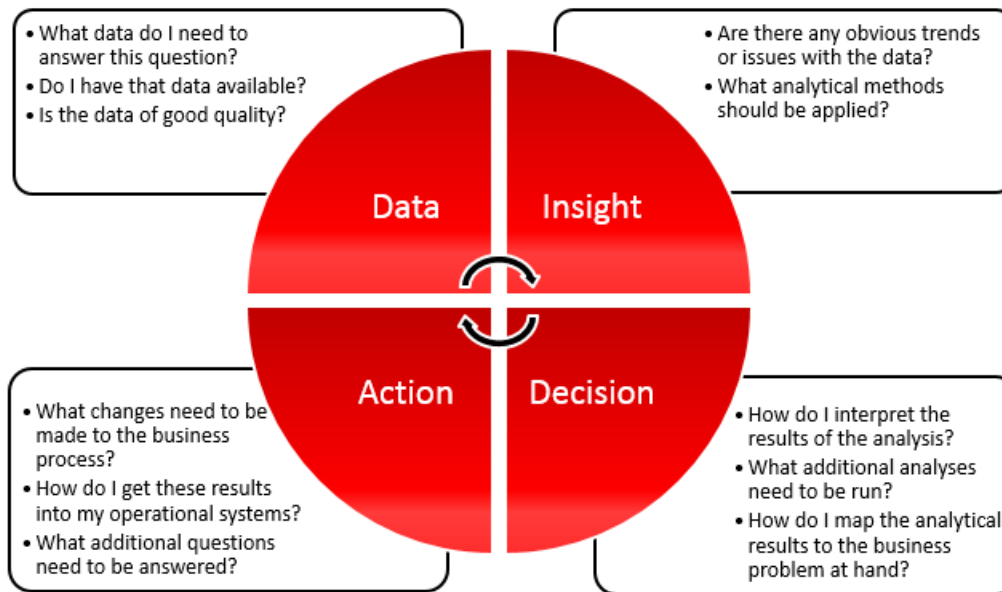 • What data do I need to
answer this question?
• Do I have that data available?
• Is the data of good quality?
• Are there any obvious trends
or issues with the data?
• What analytical methods
should be applied?
Data
Insight
Action
Decision
• What changes need to be
made to the business
process?
• How do I get these results
into my operational systems?
• What additional questions
need to be answered?
• How do I interpret the
results of the analysis?
• What additional analyses
need to be run?
• How do I map the analytical
results to the business
problem at hand?